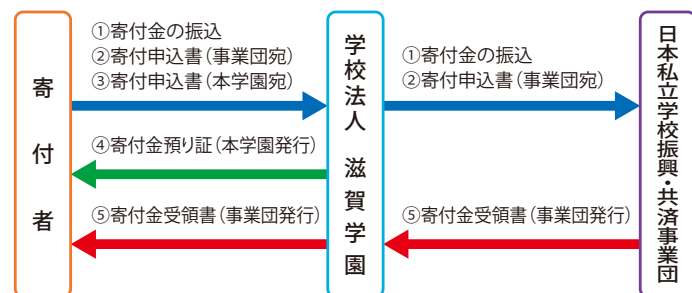 寄付者
①寄付金の振込
②寄付申込書（事業団宛）
③寄付申込書（本学園宛）
④寄付金預り証（本学園発行）
⑤寄付金受領書（事業団発行）
学校法人 滋賀学園
①寄付金の振込
②寄付申込書（事業団宛）
⑤寄付金受領書（事業団発行）
日本私立学校振興・共済事業団